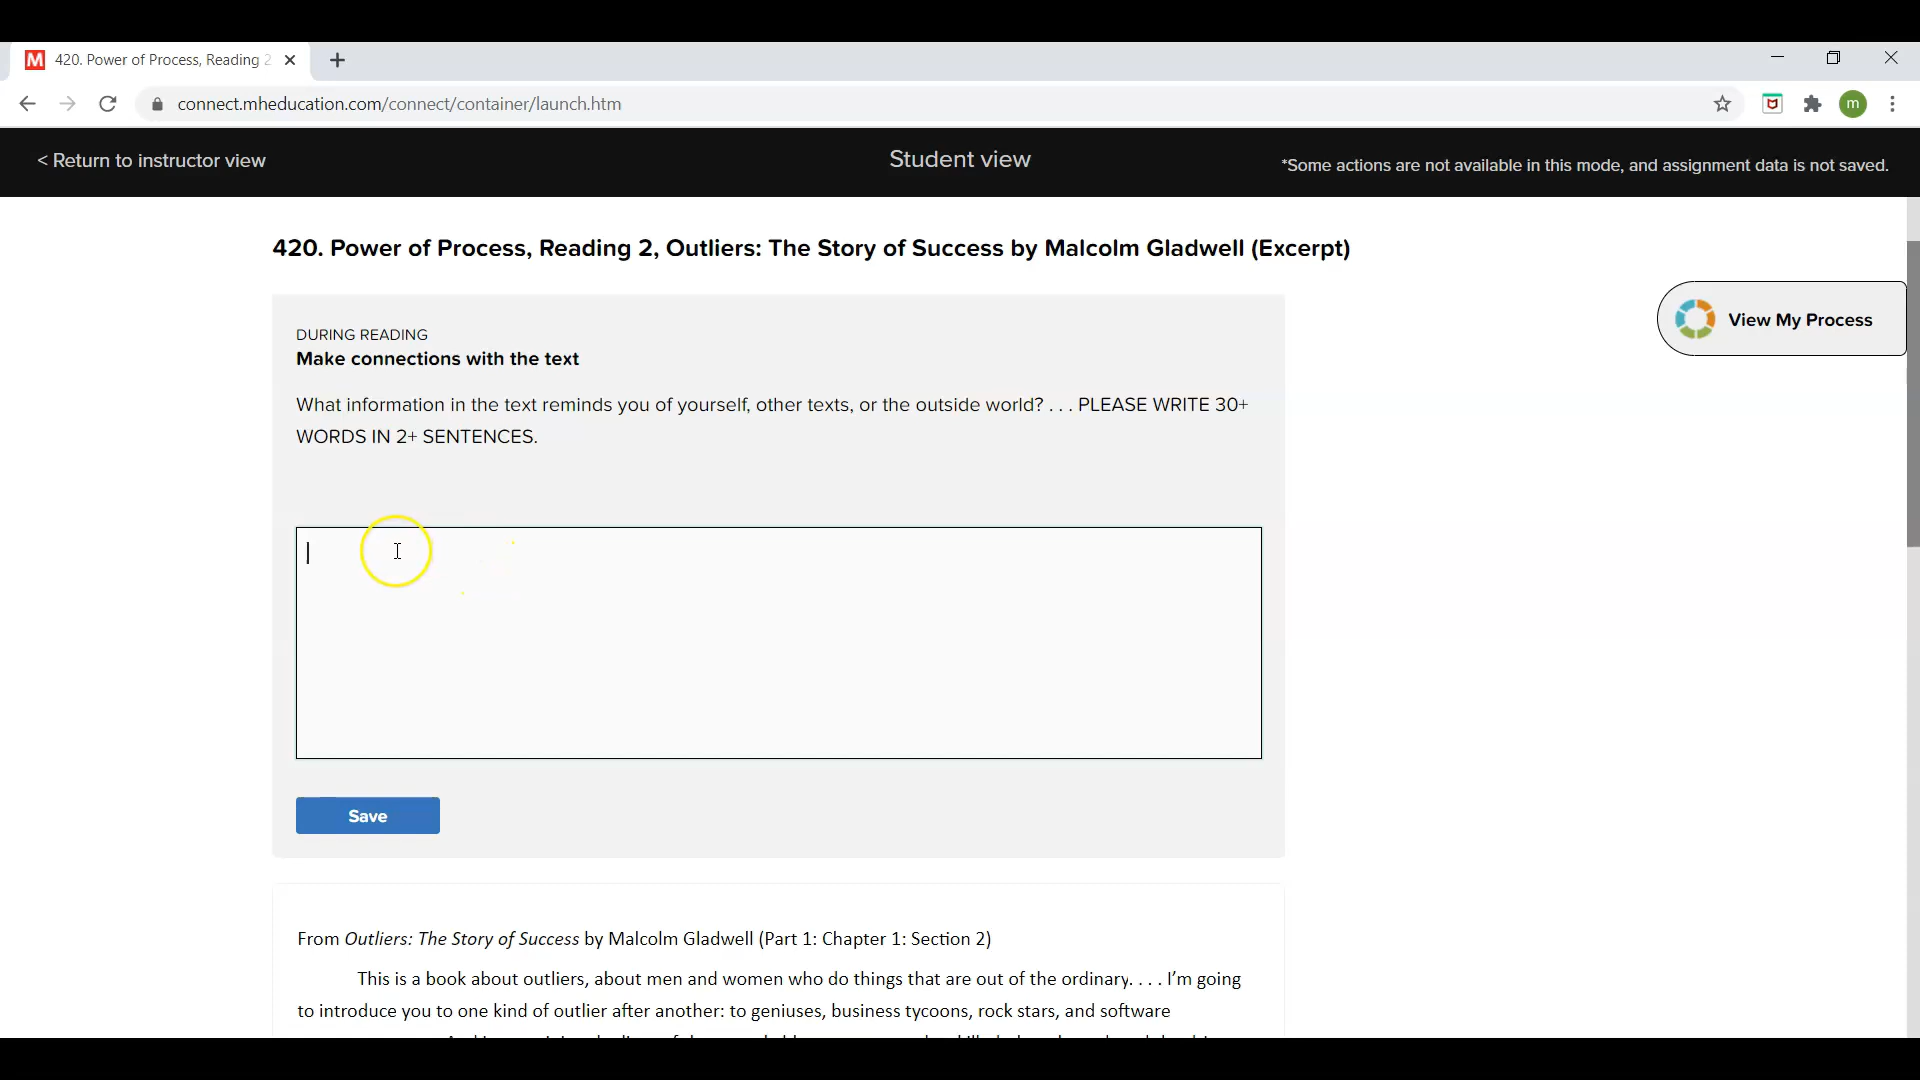 M 420. Power of Process, Reading 2
connect.mheducation.com/connect/container/launch.htm
m
< Return to instructor view
Student view
*Some actions are not available in this mode, and assignment data is not saved.
420. Power of Process, Reading 2, Outliers: The Story of Success by Malcolm Gladwell (Excerpt)
View My Process
DURING READING
Make connections with the text
What information in the text reminds you of yourself, other texts, or the outside world? . . . PLEASE WRITE 30+
WORDS IN 2+ SENTENCES.
Save
From Outliers: The Story of Success by Malcolm Gladwell (Part 1: Chapter 1: Section 2)
This is a book about outliers, about men and women who do things that are out of the ordinary. . . . I'm going
to introduce you to one kind of outlier after another: to geniuses, business tycoons, rock stars, and software